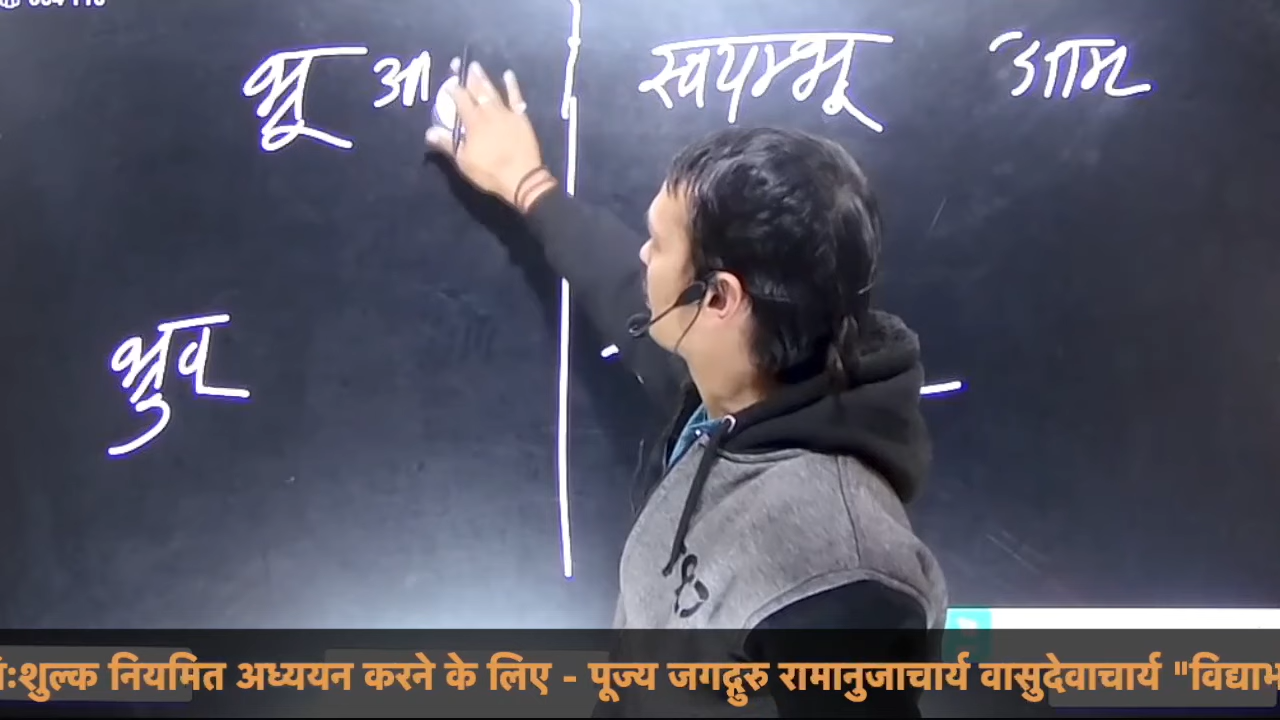 भू आ
स्वयम्भू आम्
भुव्
शुल्क नियमित अध्ययन करने के लिए - पूज्य जगद्गुरु रामानुजाचार्य वासुदेवाचार्य "विद्याभ